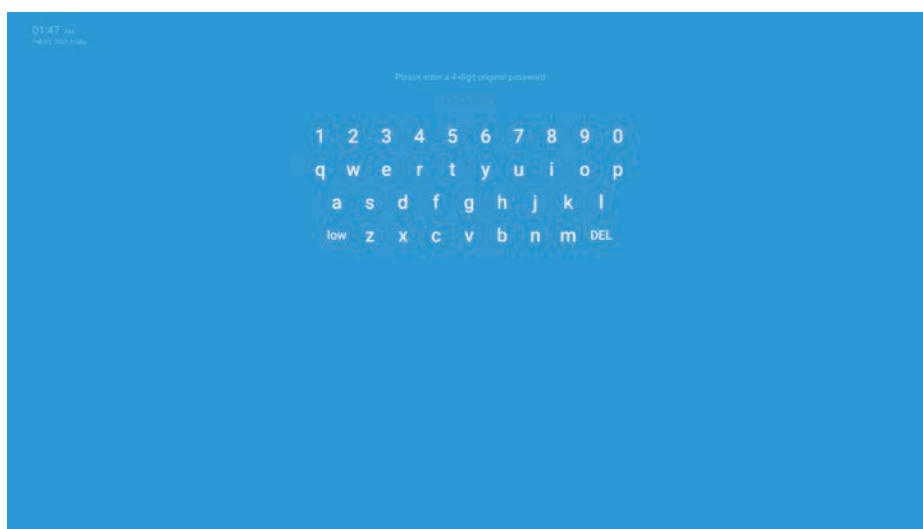 01:47 AM
Please enter a 4-digit original password
1 2 3 4 5 6 7 8 9 0
q w e r t y u i o p
a s d f g h j k l
low z x c v b n m DEL